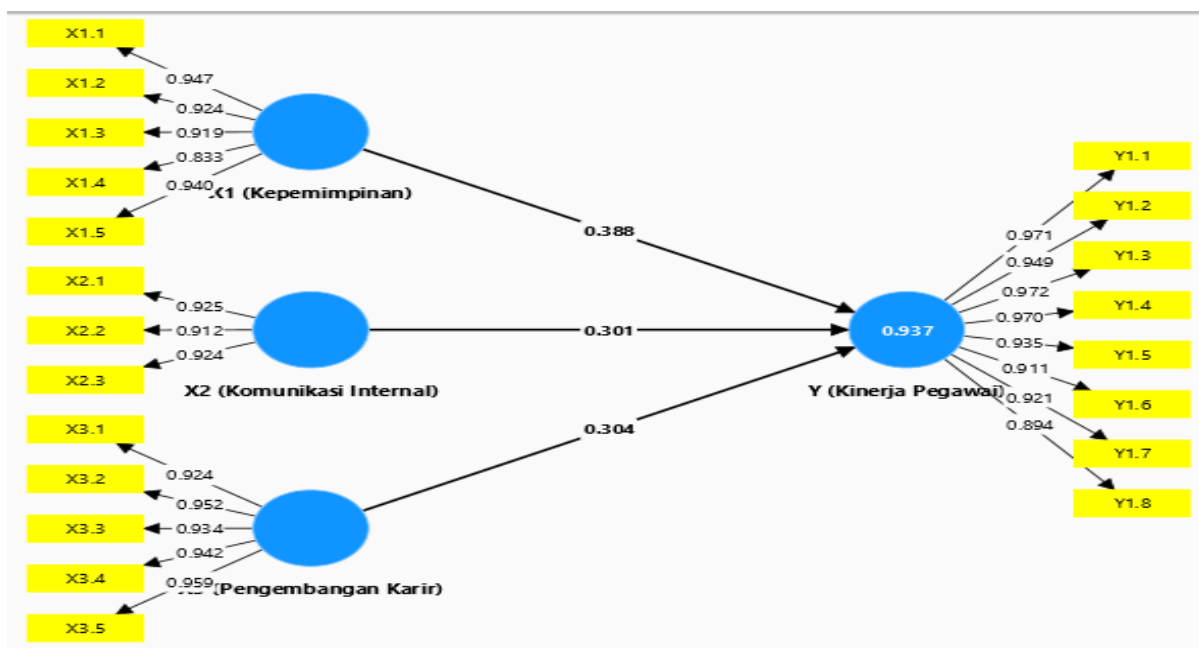 X1.1
X1.2
X1.3
X1.4
X1.5
0.947
0.924
0.919
0.833
0.940
(Kepemimpinan)
X2.1
X2.2
X2.3
0.925
0.912
0.924
X2 (Komunikasi Internal)
X3.1
X3.2
X3.3
X3.4
X3.5
0.924
0.952
0.934
0.942
0.959
(Pengembangan Karir)
0.388
0.301
0.304
0.937
Y (Kinerja Pegawai)
0.971
0.949
0.972
0.970
0.935
0.911
0.921
0.894
Y1.1
Y1.2
Y1.3
Y1.4
Y1.5
Y1.6
Y1.7
Y1.8